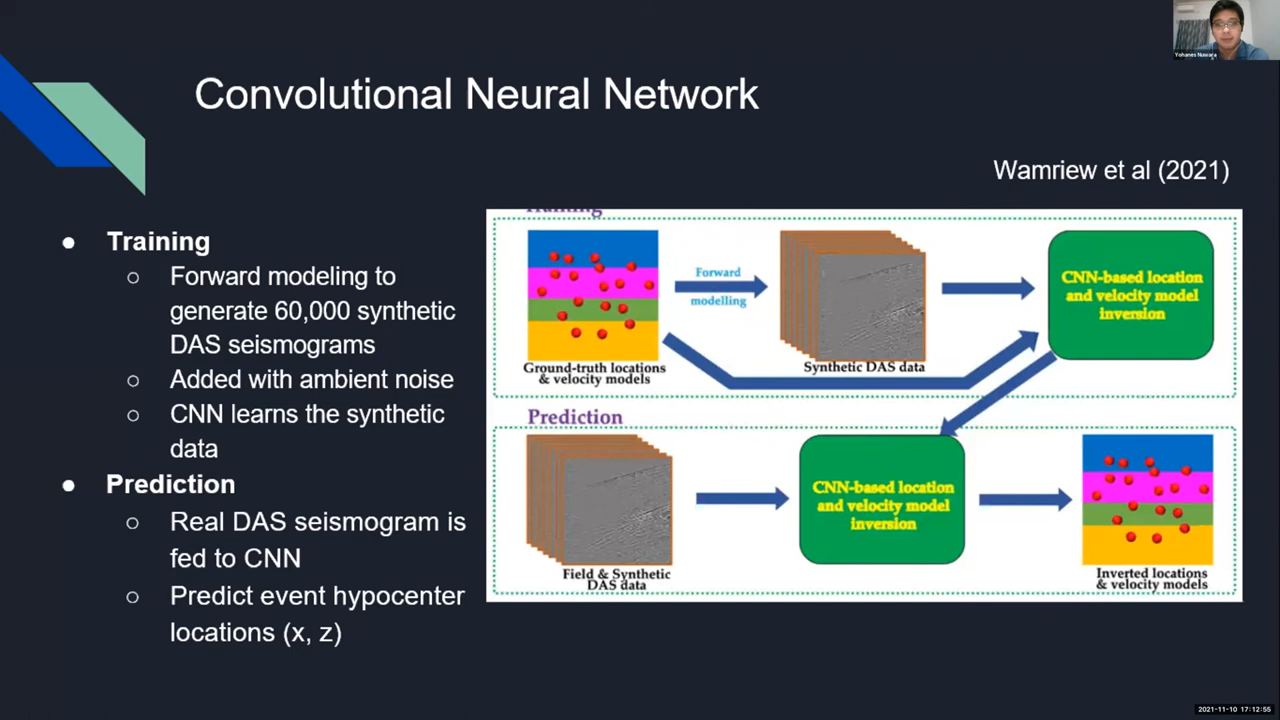 Yohanes Nuwara
Convolutional Neural Network
Wamriew et al (2021)
● Training
○ Forward modeling to
generate 60,000 synthetic
DAS seismograms
○ Added with ambient noise
○ CNN learns the synthetic
data
● Prediction
○ Real DAS seismogram is
fed to CNN
○ Predict event hypocenter
locations (x, z)
Training
Forward
modelling
Ground-truth locations
& velocity models
Synthetic DAS data
CNN-based location
and velocity model
inversion
Prediction
Field & Synthetic
DAS data
CNN-based location
and velocity model
inversion
Inverted locations
& velocity models
2021-11-10 17:12:55